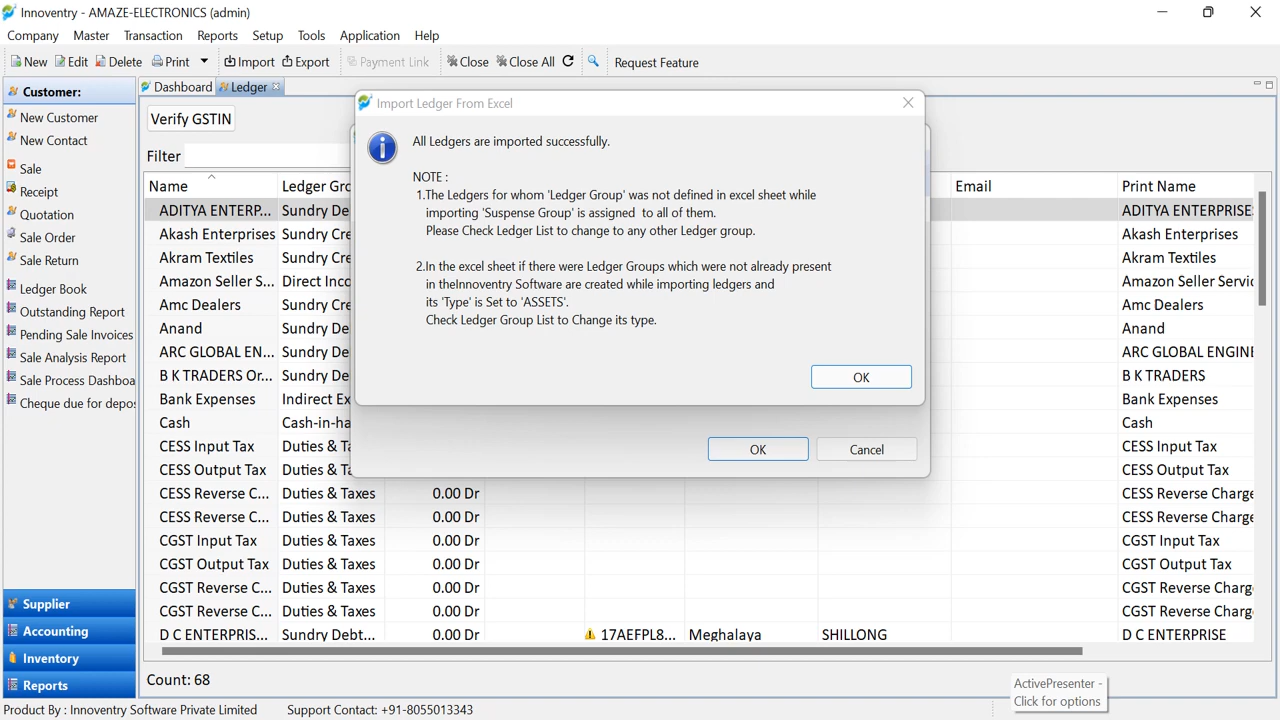 Innoventry - AMAZE-ELECTRONICS (admin)
Company Master Transaction Reports Setup Tools Application Help
New Edit Delete Print Import Export Payment Link Close Close All Request Feature
Customer:
New Customer
New Contact
Sale
Receipt
Quotation
Sale Order
Sale Return
Ledger Book
Outstanding Report
Pending Sale Invoices
Sale Analysis Report
Sale Process Dashboa
Cheque due for depos
Supplier
Accounting
Inventory
Reports
Dashboard Ledger
Verify GSTIN
Filter
Name Ledger Gro Email Print Name
ADITYA ENTERP... Sundry De ADITYA ENTERPRISE
Akash Enterprises Sundry Cre Akash Enterprises
Akram Textiles Sundry Cre Akram Textiles
Amazon Seller S... Direct Inco Amazon Seller Servic
Amc Dealers Sundry Cre Amc Dealers
Anand Sundry De Anand
ARC GLOBAL EN... Sundry De ARC GLOBAL ENGINE
B K TRADERS Or... Sundry De B K TRADERS
Bank Expenses Indirect Ex Bank Expenses
Cash Cash-in-ha Cash
CESS Input Tax Duties & Ta CESS Input Tax
CESS Output Tax Duties & Ta CESS Output Tax
CESS Reverse C... Duties & Taxes 0.00 Dr CESS Reverse Charge
CESS Reverse C... Duties & Taxes 0.00 Dr CESS Reverse Charge
CGST Input Tax Duties & Taxes 0.00 Dr CGST Input Tax
CGST Output Tax Duties & Taxes 0.00 Dr CGST Output Tax
CGST Reverse C... Duties & Taxes 0.00 Dr CGST Reverse Charg
CGST Reverse C... Duties & Taxes 0.00 Dr CGST Reverse Charg
D C ENTERPRIS... Sundry Debt... 0.00 Dr 17AEFPL8... Meghalaya SHILLONG D C ENTERPRISE
Count: 68
Import Ledger From Excel
All Ledgers are imported successfully.
NOTE :
1.The Ledgers for whom 'Ledger Group' was not defined in excel sheet while
importing 'Suspense Group' is assigned to all of them.
Please Check Ledger List to change to any other Ledger group.
2.In the excel sheet if there were Ledger Groups which were not already present
in theInnoventry Software are created while importing ledgers and
its 'Type' is Set to 'ASSETS'.
Check Ledger Group List to Change its type.
OK
OK Cancel
ActivePresenter -
Click for options
Product By : Innoventry Software Private Limited Support Contact: +91-8055013343